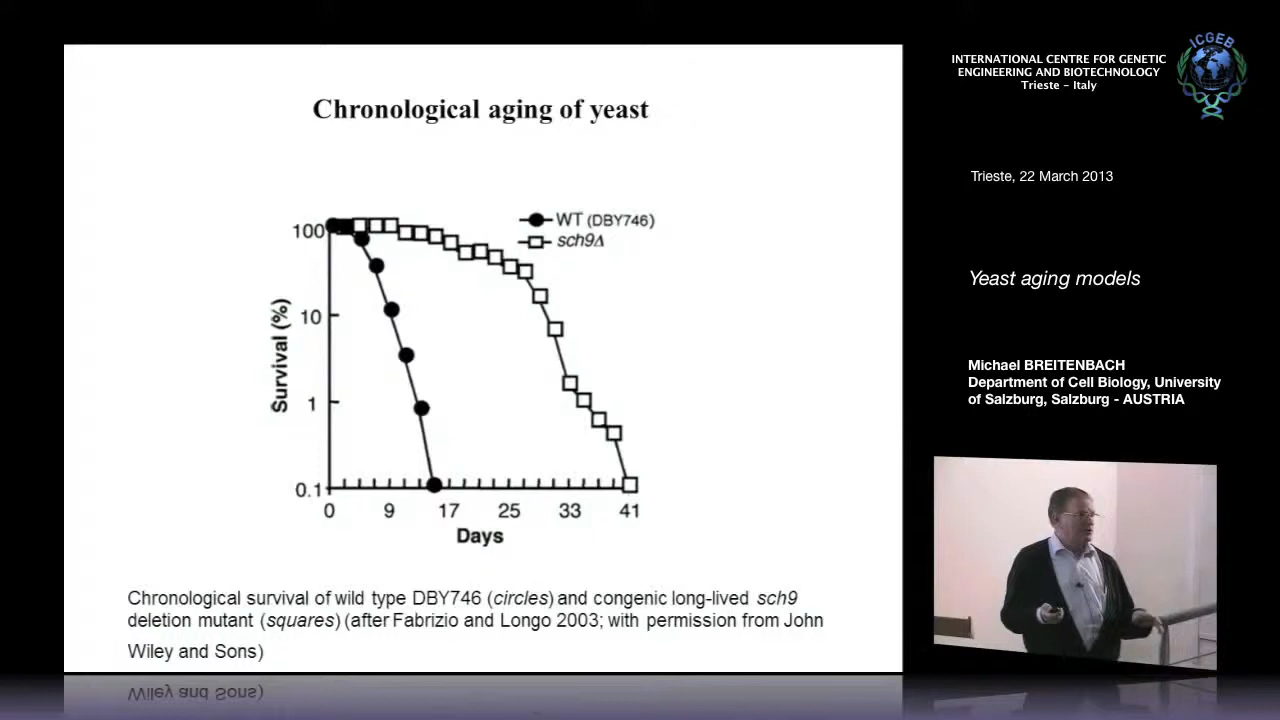 Chronological aging of yeast
WT (DBY746)
sch9Δ
100
10
1
0.1
Survival (%)
0 9 17 25 33 41
Days
Chronological survival of wild type DBY746 (circles) and congenic long-lived sch9
deletion mutant (squares) (after Fabrizio and Longo 2003; with permission from John
Wiley and Sons)
Wiley and Sons)
INTERNATIONAL CENTRE FOR GENETIC
ENGINEERING AND BIOTECHNOLOGY
Trieste – Italy
ICGEB
Trieste, 22 March 2013
Yeast aging models
Michael BREITENBACH
Department of Cell Biology, University
of Salzburg, Salzburg - AUSTRIA